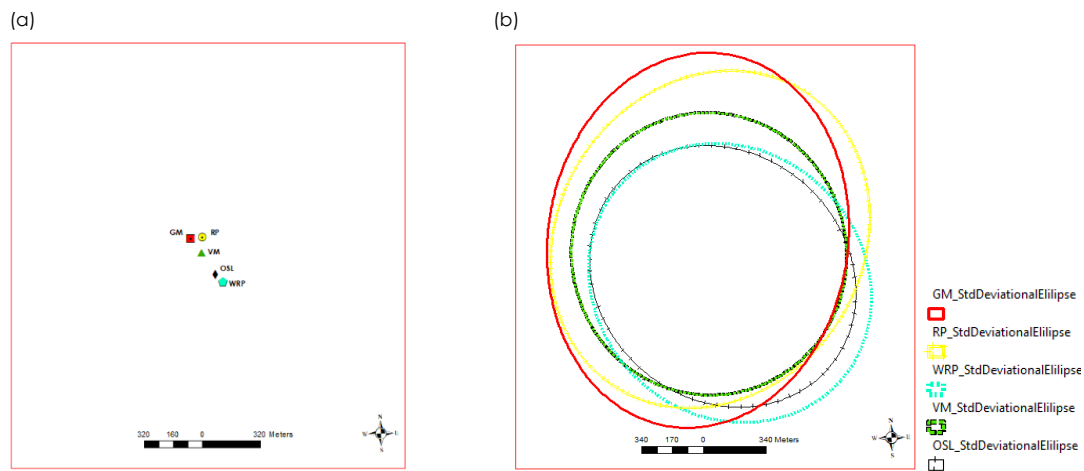 (a)
(b)
GM
RP
VM
OSL
WRP
N
W
E
S
320 160 0 320 Meters
N
W
E
S
340 170 0 340 Meters
GM_StdDeviationalElilipse
RP_StdDeviationalElilipse
WRP_StdDeviationalElilipse
VM_StdDeviationalElilipse
OSL_StdDeviationalElilipse